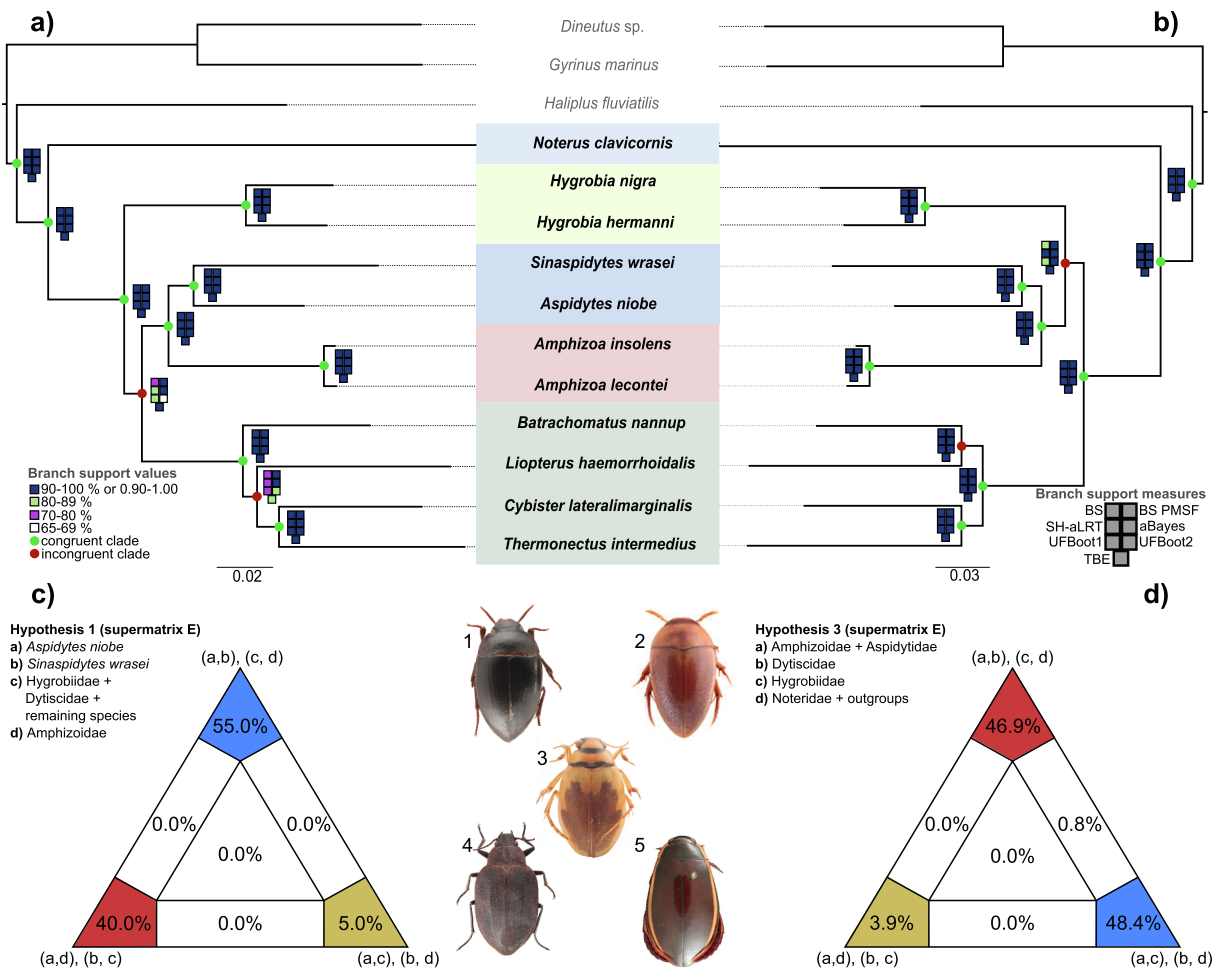 a)
b)
Dineutus sp.
Gyrinus marinus
Haliplus fluviatilis
Noterus clavicornis
Hygrobia nigra
Hygrobia hermanni
Sinaspidytes wrasei
Aspidytes niobe
Amphizoa insolens
Amphizoa lecontei
Batrachomatus nannup
Liopterus haemorrhoidalis
Cybister lateralimarginalis
Thermonectus intermedius
Branch support values
90-100 % or 0.90-1.00
80-89 %
70-80 %
65-69 %
congruent clade
incongruent clade
0.02
Branch support measures
BS BS PMSF
SH-aLRT aBayes
UFBoot1 UFBoot2
TBE
0.03
c)
Hypothesis 1 (supermatrix E)
a) Aspidytes niobe
b) Sinaspidytes wrasei
c) Hygrobiidae +
Dytiscidae +
remaining species
d) Amphizoidae
(a,b), (c, d)
55.0%
0.0% 0.0%
0.0%
40.0% 0.0% 5.0%
(a,d), (b, c) (a,c), (b, d)
1
2
3
4
5
d)
Hypothesis 3 (supermatrix E)
a) Amphizoidae + Aspidytidae
b) Dytiscidae
c) Hygrobiidae
d) Noteridae + outgroups
(a,b), (c, d)
46.9%
0.0% 0.8%
0.0%
3.9% 0.0% 48.4%
(a,d), (b, c) (a,c), (b, d)